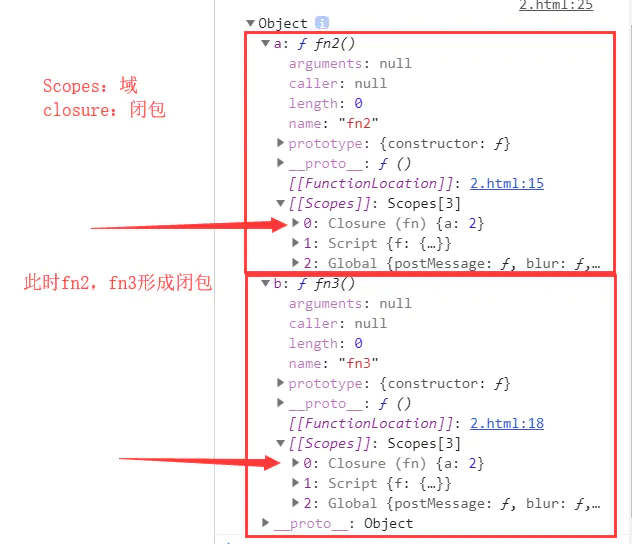 2.html:25
▼Object i
▼a: ƒ fn2()
arguments: null
caller: null
length: 0
name: "fn2"
▶prototype: {constructor: ƒ}
▶__proto__: ƒ ()
[[FunctionLocation]]: 2.html:15
▼[[Scopes]]: Scopes[3]
▶0: Closure (fn) {a: 2}
▶1: Script {f: {…}}
▶2: Global {postMessage: ƒ, blur: ƒ,…
▼b: ƒ fn3()
arguments: null
caller: null
length: 0
name: "fn3"
▶prototype: {constructor: ƒ}
▶__proto__: ƒ ()
[[FunctionLocation]]: 2.html:18
▼[[Scopes]]: Scopes[3]
▶0: Closure (fn) {a: 2}
▶1: Script {f: {…}}
▶2: Global {postMessage: ƒ, blur: ƒ,…
▶__proto__: Object
Scopes：域
closure：闭包
此时fn2，fn3形成闭包